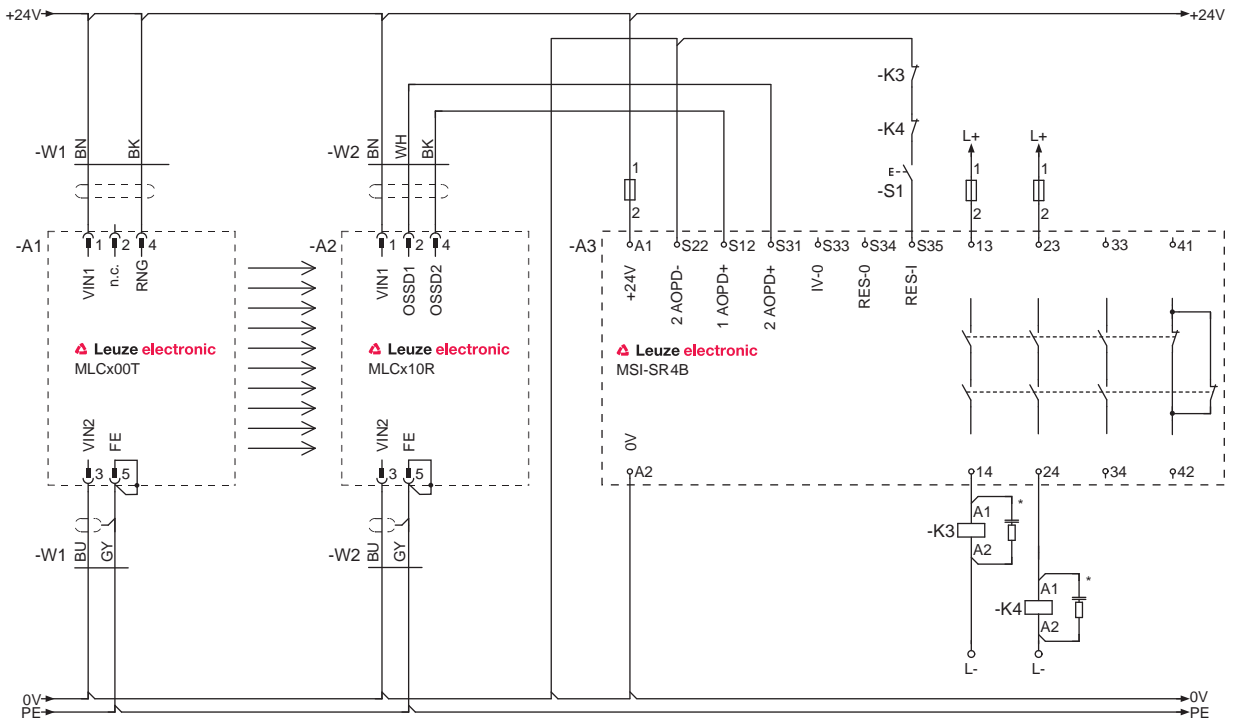 +24V
+24V
-K3
-K4
E--
-S1
L+
L+
-W1
BN
BK
-W2
BN
WH
BK
1
2
1
2
1
2
-A1
1
2
4
-A2
1
2
4
-A3
A1
S22
S12
S31
S33
S34
S35
13
23
33
41
VIN1
n.c.
RNG
VIN1
OSSD1
OSSD2
+24V
2 AOPD-
1 AOPD+
2 AOPD+
IV-0
RES-0
RES-I
Leuze electronic
MLCx00T
Leuze electronic
MLCx10R
Leuze electronic
MSI-SR4B
VIN2
FE
VIN2
FE
0V
3
5
3
5
A2
14
24
34
42
-W1
BU
GY
-W2
BU
GY
-K3
A1
A2
*
-K4
A1
A2
*
L-
L-
0V
0V
PE
PE